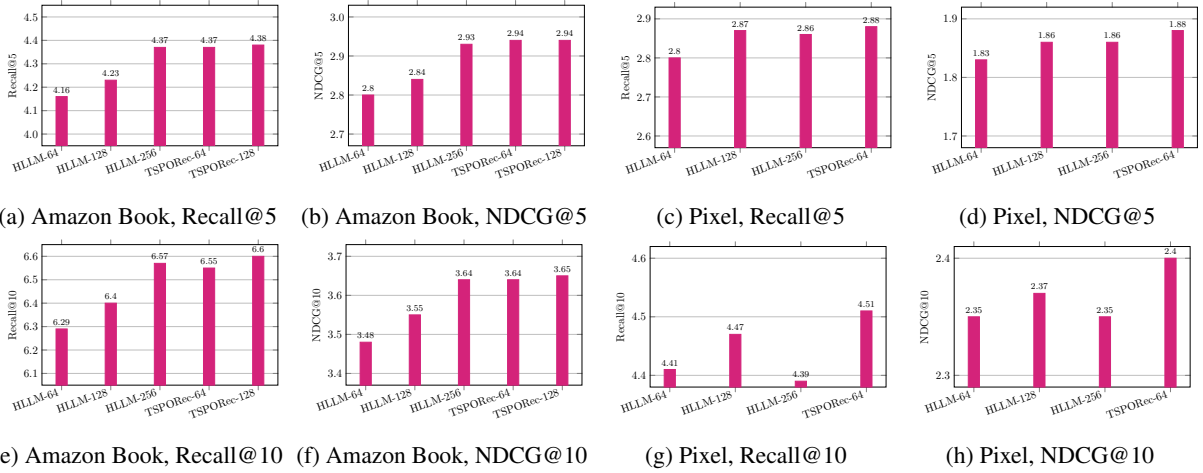 4.5
4.4
4.3
4.2
4.1
4.0
Recall@5
4.16
4.23
4.37
4.37
4.38
HLLM-64
HLLM-128
HLLM-256
TSPORec-64
TSPORec-128
(a) Amazon Book, Recall@5
3.0
2.9
2.8
2.7
NDCG@5
2.8
2.84
2.93
2.94
2.94
HLLM-64
HLLM-128
HLLM-256
TSPORec-64
TSPORec-128
(b) Amazon Book, NDCG@5
2.9
2.8
2.7
2.6
Recall@5
2.8
2.87
2.86
2.88
HLLM-64
HLLM-128
HLLM-256
TSPORec-64
(c) Pixel, Recall@5
1.9
1.8
1.7
NDCG@5
1.83
1.86
1.86
1.88
HLLM-64
HLLM-128
HLLM-256
TSPORec-64
(d) Pixel, NDCG@5
6.6
6.5
6.4
6.3
6.2
6.1
Recall@10
6.29
6.4
6.57
6.55
6.6
HLLM-64
HLLM-128
HLLM-256
TSPORec-64
TSPORec-128
e) Amazon Book, Recall@10
3.7
3.6
3.5
3.4
NDCG@10
3.48
3.55
3.64
3.64
3.65
HLLM-64
HLLM-128
HLLM-256
TSPORec-64
TSPORec-128
(f) Amazon Book, NDCG@10
4.6
4.5
4.4
Recall@10
4.41
4.47
4.39
4.51
HLLM-64
HLLM-128
HLLM-256
TSPORec-64
(g) Pixel, Recall@10
2.4
2.3
NDCG@10
2.35
2.37
2.35
2.4
HLLM-64
HLLM-128
HLLM-256
TSPORec-64
(h) Pixel, NDCG@10